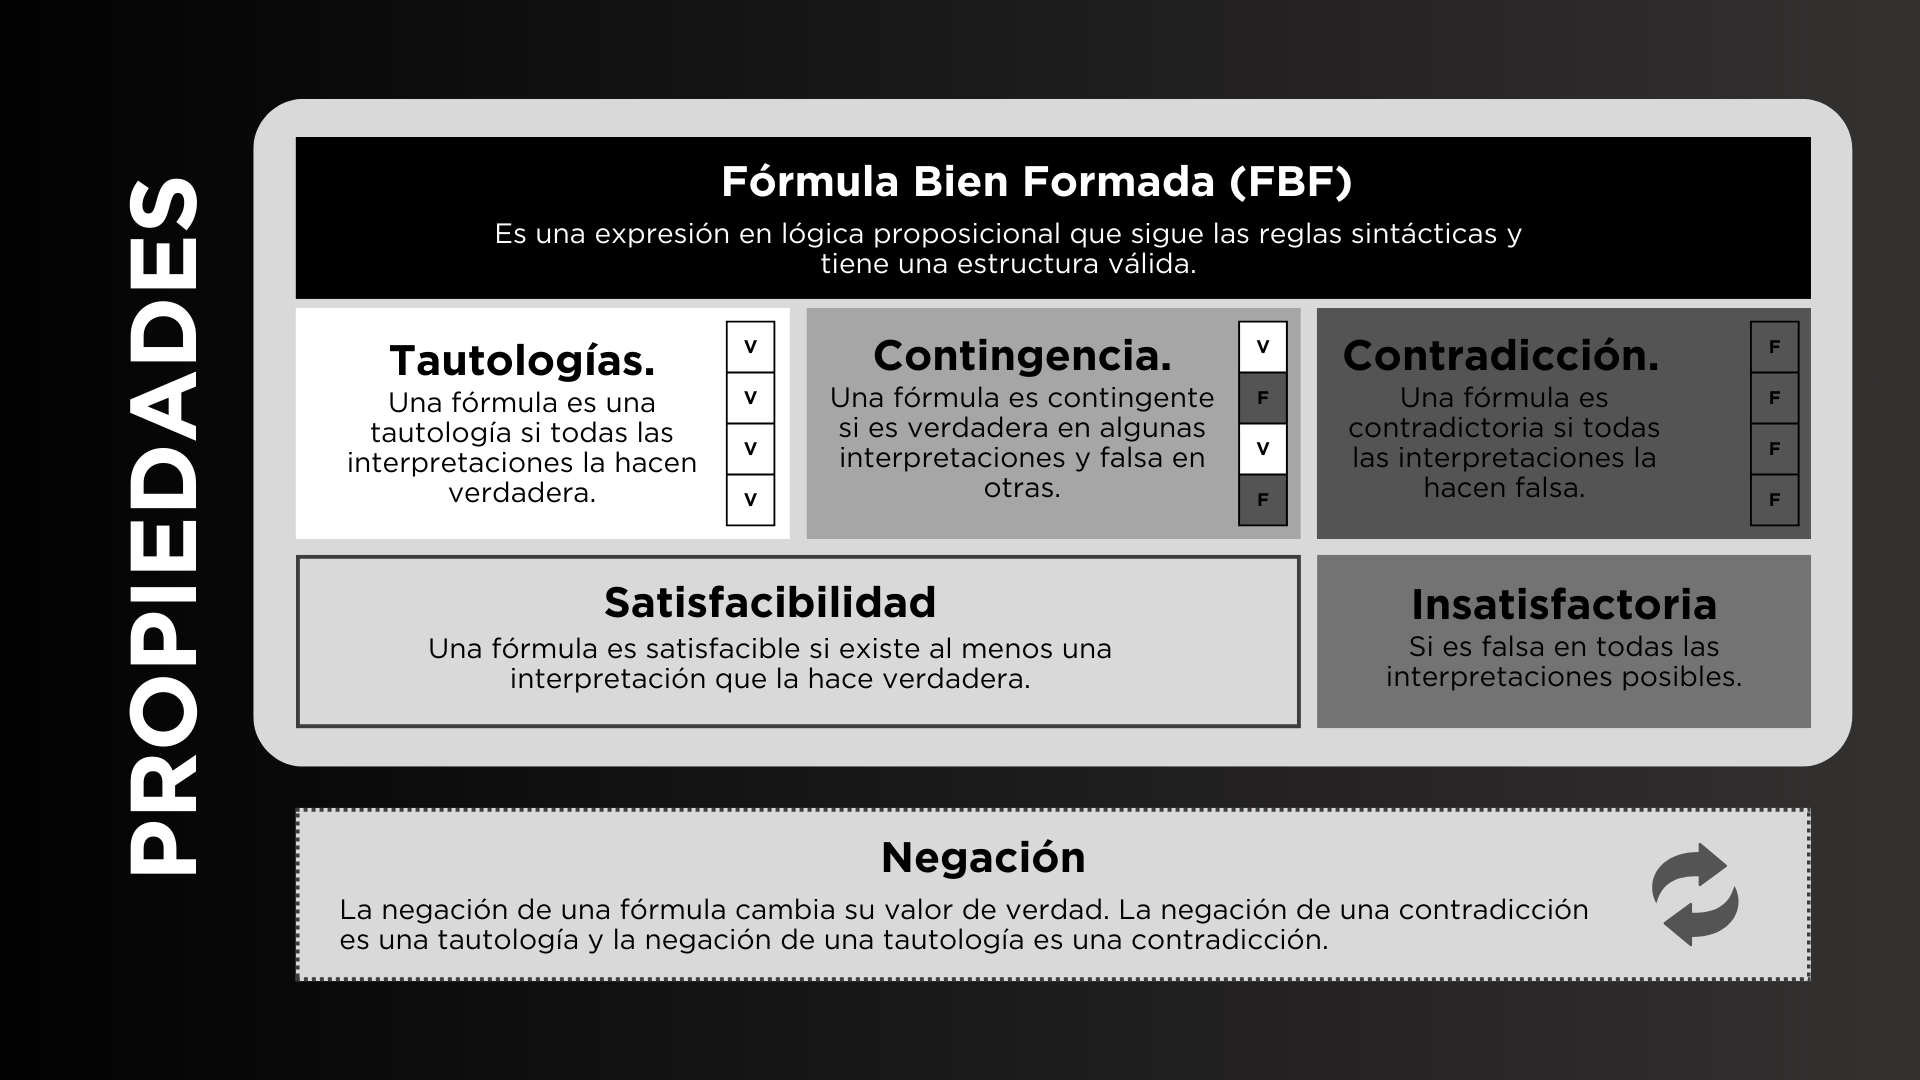 PROPIEDADES
Fórmula Bien Formada (FBF)
Es una expresión en lógica proposicional que sigue las reglas sintácticas y
tiene una estructura válida.
Tautologías.
Una fórmula es una
tautología si todas las
interpretaciones la hacen
verdadera.
V
V
V
V
Contingencia.
Una fórmula es contingente
si es verdadera en algunas
interpretaciones y falsa en
otras.
V
F
V
F
Contradicción.
Una fórmula es
contradictoria si todas
las interpretaciones la
hacen falsa.
F
F
F
F
Satisfacibilidad
Una fórmula es satisfacible si existe al menos una
interpretación que la hace verdadera.
Insatisfactoria
Si es falsa en todas las
interpretaciones posibles.
Negación
La negación de una fórmula cambia su valor de verdad. La negación de una contradicción
es una tautología y la negación de una tautología es una contradicción.